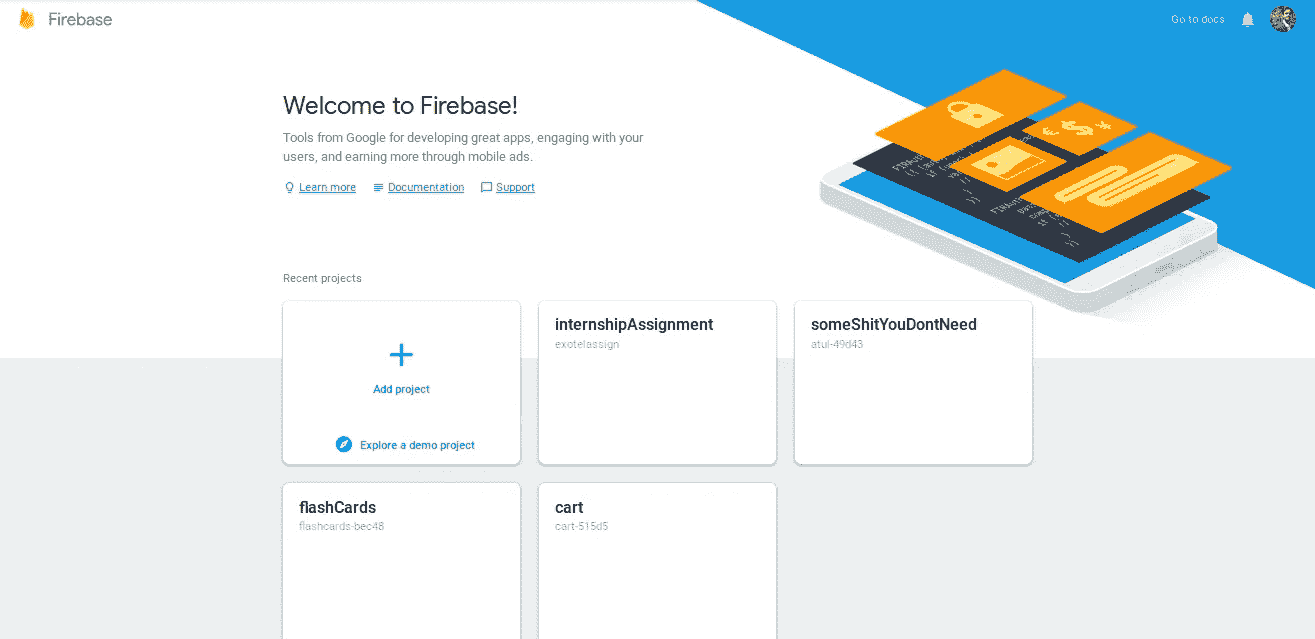 Firebase
Go to docs
Welcome to Firebase!
Tools from Google for developing great apps, engaging with your
users, and earning more through mobile ads.
Learn more Documentation Support
Recent projects
Add project
Explore a demo project
internshipAssignment
exotelassign
someShitYouDontNeed
atul-49d43
flashCards
flashcards-bec48
cart
cart-515d5